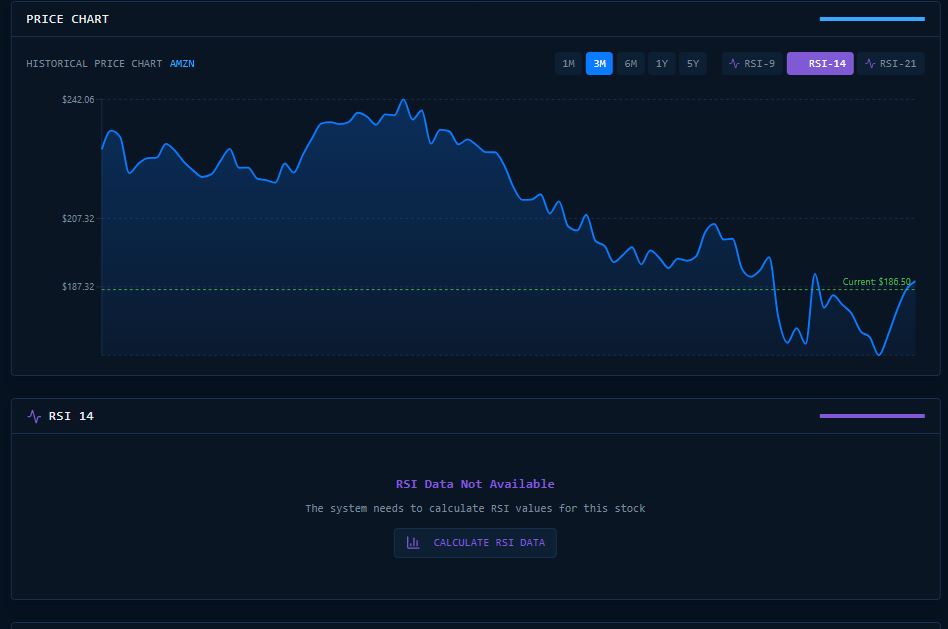 PRICE CHART
HISTORICAL PRICE CHART AMZN
1M 3M 6M 1Y 5Y RSI-9 RSI-14 RSI-21
$242.06
$207.32
$187.32
Current: $186.50
RSI 14
RSI Data Not Available
The system needs to calculate RSI values for this stock
CALCULATE RSI DATA